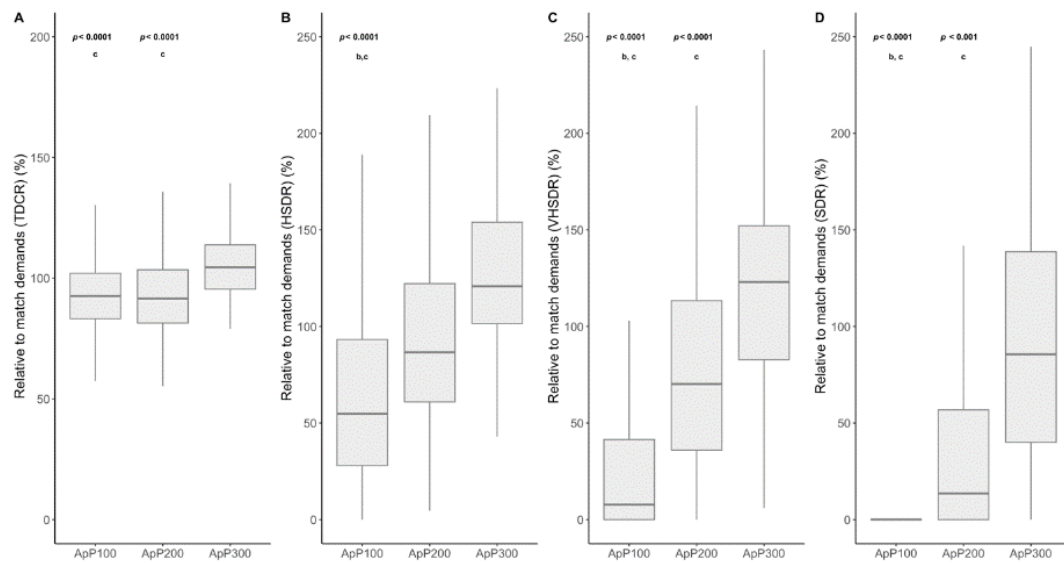 A
Relative to match demands (TDCR) (%)
200
150
100
50
0
p < 0.0001
c
p < 0.0001
c
ApP100
ApP200
ApP300
B
Relative to match demands (HSDR) (%)
250
200
150
100
50
0
p < 0.0001
b,c
ApP100
ApP200
ApP300
C
Relative to match demands (VHSDR) (%)
250
200
150
100
50
0
p < 0.0001
b, c
p < 0.0001
c
ApP100
ApP200
ApP300
D
Relative to match demands (SDR) (%)
250
200
150
100
50
0
p < 0.0001
b, c
p < 0.001
c
ApP100
ApP200
ApP300